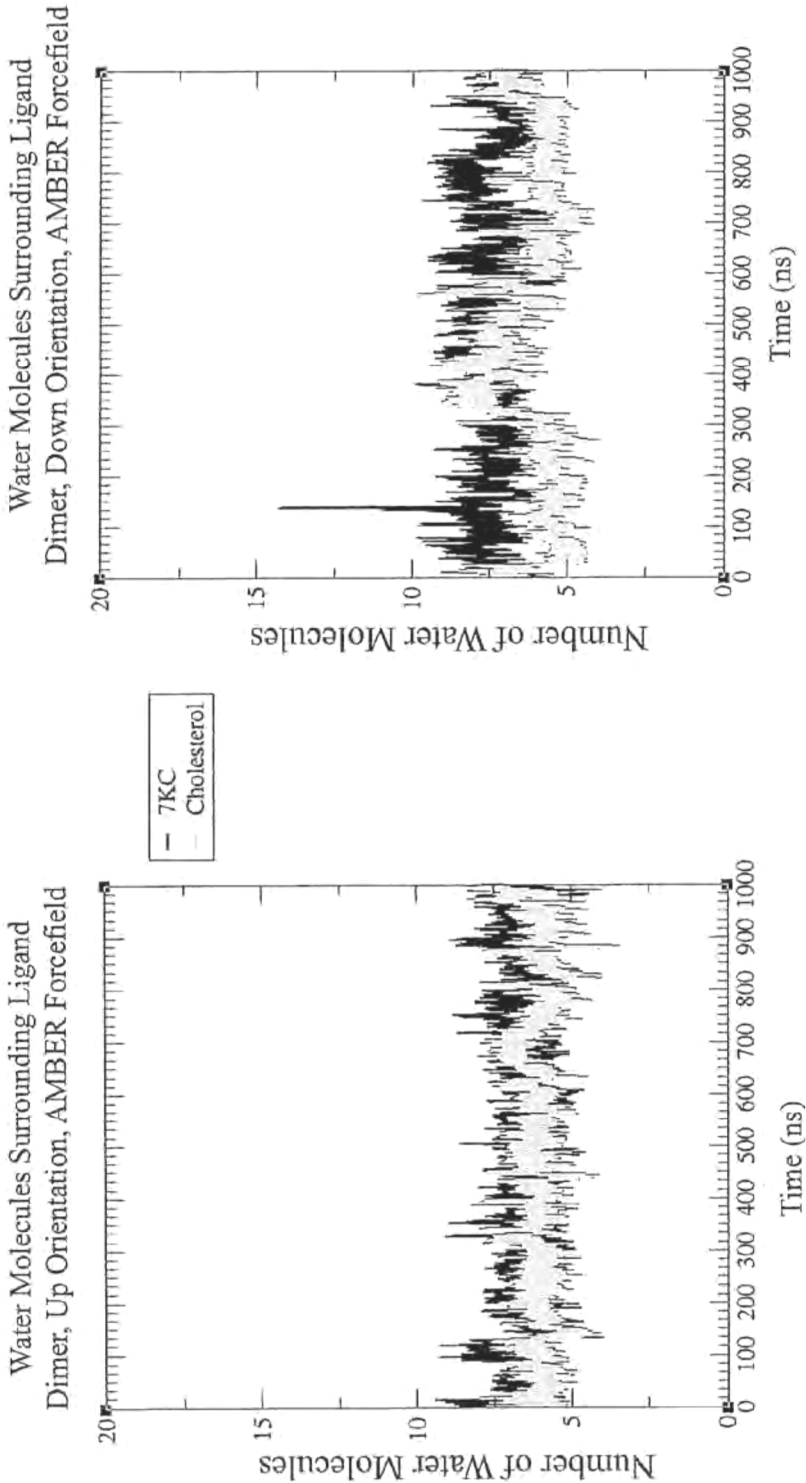 Water Molecules Surrounding Ligand
Dimer, Up Orientation, AMBER Forcefield
20
15
10
5
0
Number of Water Molecules
0 100 200 300 400 500 600 700 800 900 1000
Time (ns)
7KC
Cholesterol
Water Molecules Surrounding Ligand
Dimer, Down Orientation, AMBER Forcefield
20
15
10
5
0
Number of Water Molecules
0 100 200 300 400 500 600 700 800 900 1000
Time (ns)